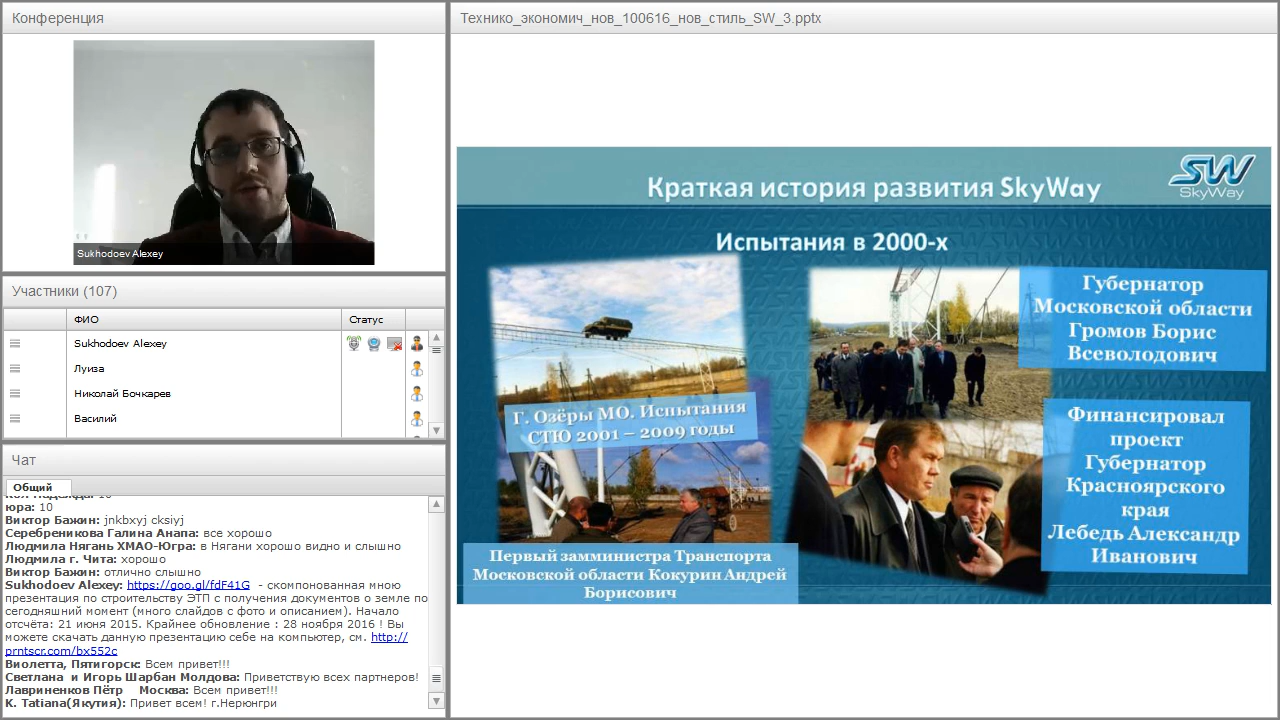 Конференция
Sukhodoev Alexey
Участники (107)
ФИО
Статус
Sukhodoev Alexey
Луиза
Николай Бочкарев
Василий
Чат
Общий
юра: 10
Виктор Бажин: jnkbxyj cksiyj
Серебреникова Галина Анапа: все хорошо
Людмила Нягань ХМАО-Югра: в Нягани хорошо видно и слышно
Людмила г. Чита: хорошо
Виктор Бажин: отлично слышно
Sukhodoev Alexey: https://goo.gl/fdF41G - скомпонованная мною
презентация по строительству ЭТП с получения документов о земле по
сегодняшний момент (много слайдов с фото и описанием). Начало
отсчёта: 21 июня 2015. Крайнее обновление : 28 ноября 2016 ! Вы
можете скачать данную презентацию себе на компьютер, см. http://
prntscr.com/bx552c
Виолетта, Пятигорск: Всем привет!!!
Светлана и Игорь Шарбан Молдова: Приветствую всех партнеров!
Лавриненков Пётр Москва: Всем привет!!!
К. Tatiana(Якутия): Привет всем! г.Нерюнгри
Технико_экономич_нов_100616_нов_стиль_SW_3.pptx
SW
SkyWay
Краткая история развития SkyWay
Испытания в 2000-х
Г. Озёры МО. Испытания
СТЮ 2001 – 2009 годы
Первый замминистра Транспорта
Московской области Кокурин Андрей
Борисович
Губернатор
Московской области
Громов Борис
Всеволодович
Финансировал
проект
Губернатор
Красноярского
края
Лебедь Александр
Иванович